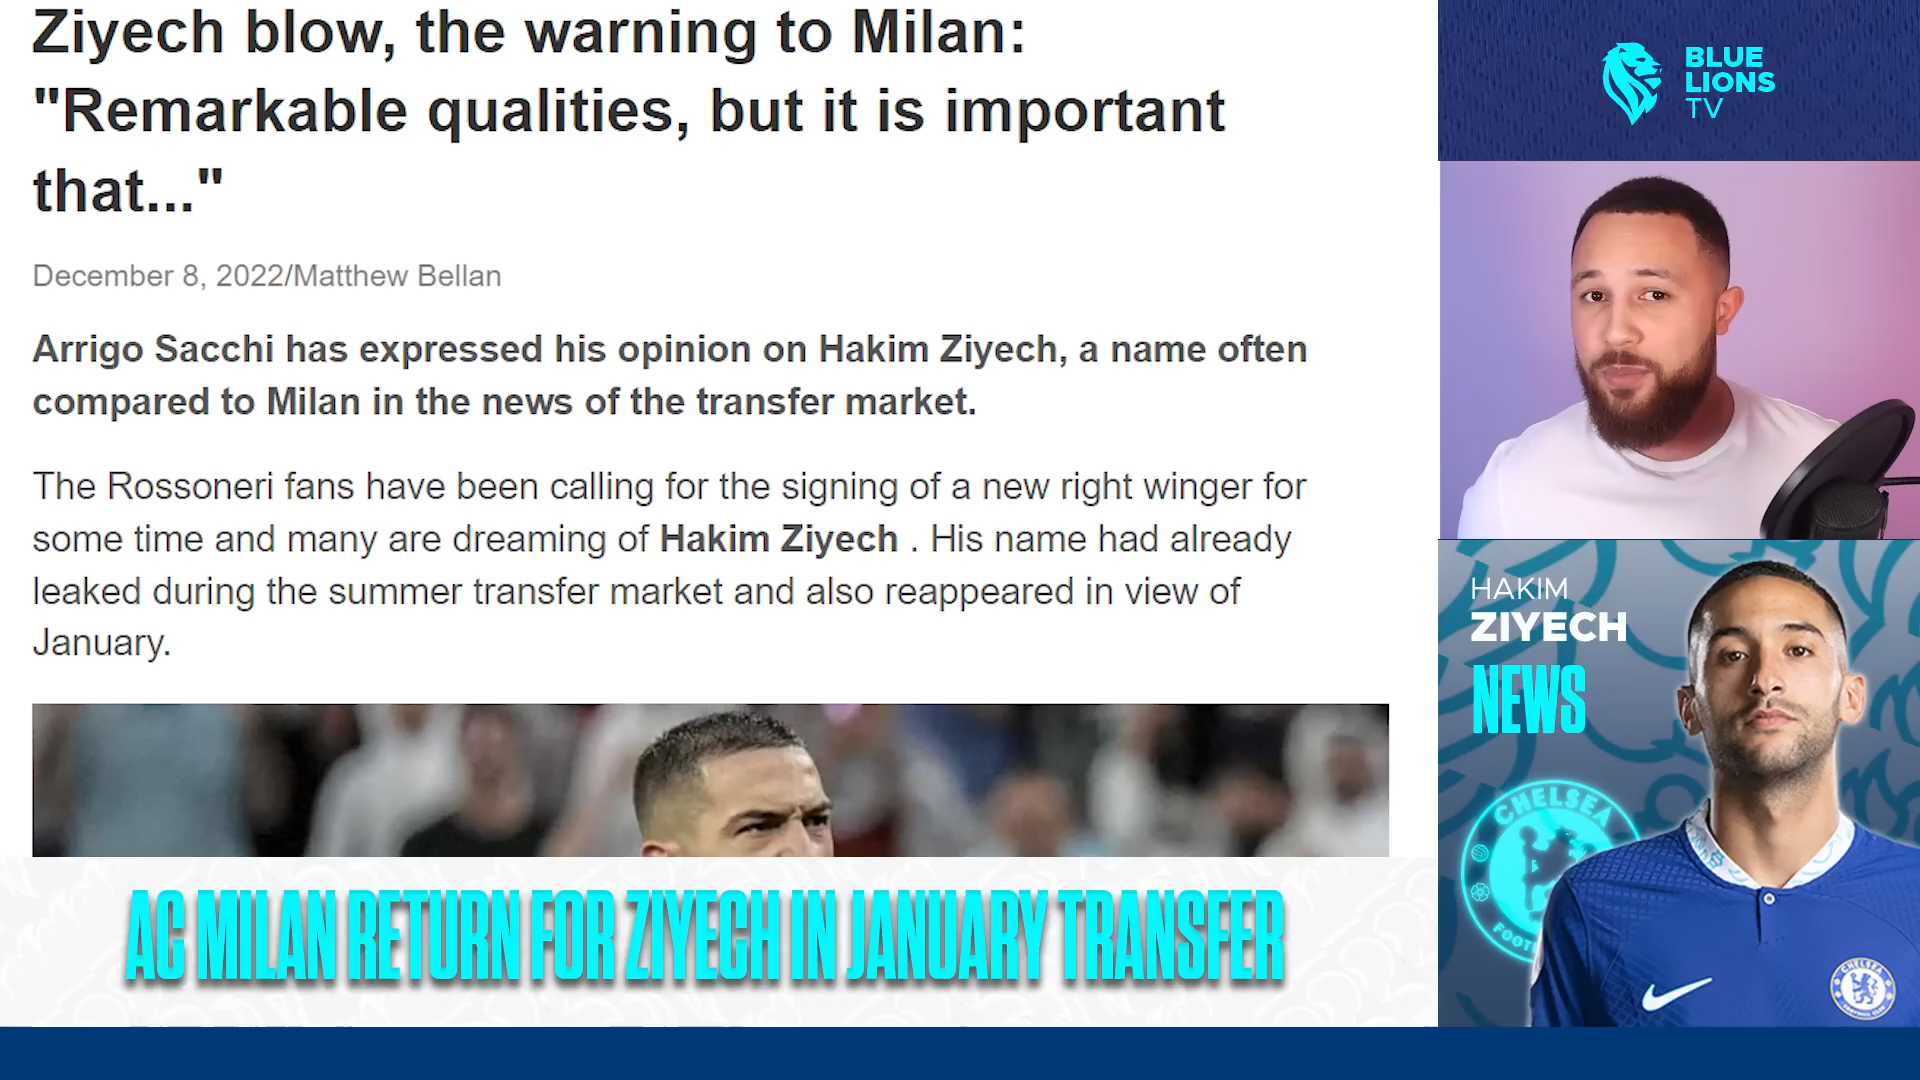 Ziyech blow, the warning to Milan:
"Remarkable qualities, but it is important
that..."
December 8, 2022/Matthew Bellan
Arrigo Sacchi has expressed his opinion on Hakim Ziyech, a name often
compared to Milan in the news of the transfer market.
The Rossoneri fans have been calling for the signing of a new right winger for
some time and many are dreaming of Hakim Ziyech . His name had already
leaked during the summer transfer market and also reappeared in view of
January.
AC MILAN RETURN FOR ZIYECH IN JANUARY TRANSFER
BLUE
LIONS
TV
HAKIM
ZIYECH
NEWS
CHELSEA
CHELSEA